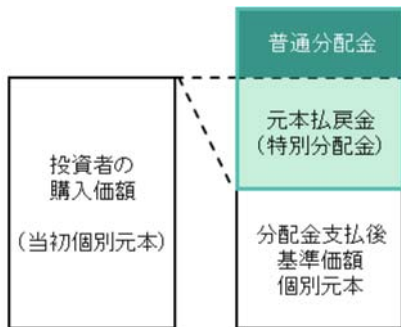 投資者の
購入価額
(当初個別元本)
普通分配金
元本払戻金
(特別分配金)
分配金支払後
基準価額
個別元本